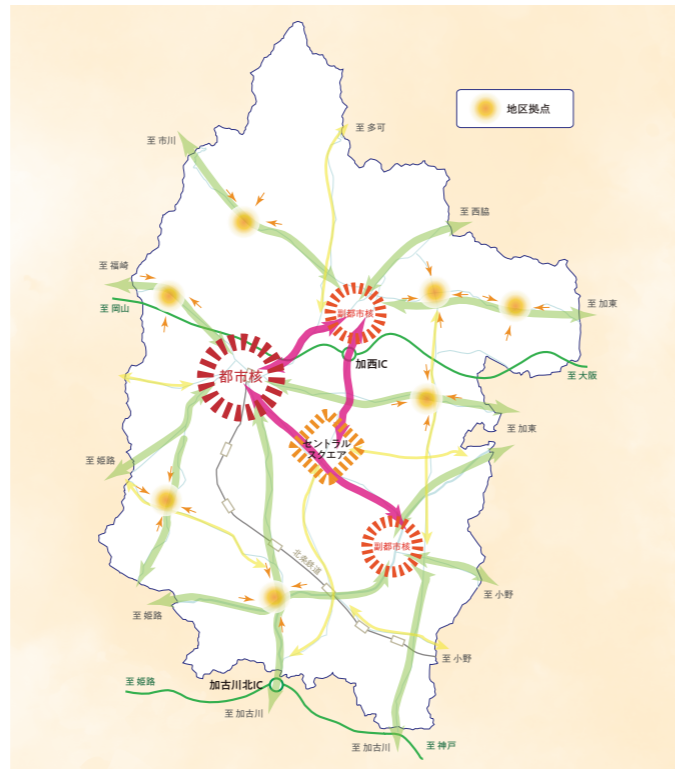 地区拠点
至 多可
至 市川
至 西脇
至 福崎
至 岡山
至 加東
副都市核
加西IC
都市核
至 大阪
至 加東
セントラル
スクエア
至 姫路
副都市核
北条鉄道
至 小野
至 姫路
至 小野
至 姫路
加古川北IC
至 加古川
至 加古川
至 神戸